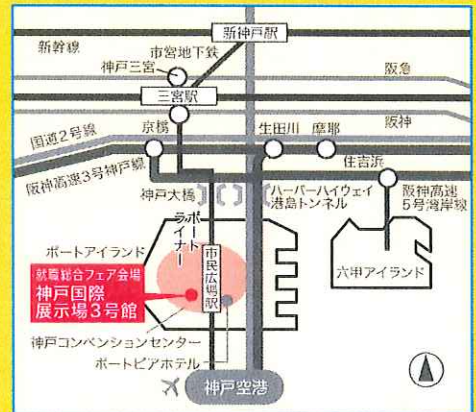 新神戸駅
新幹線
市営地下鉄
神戸三宮
阪急
三宮駅
阪神
国道2号線
京橋
生田川
摩耶
住吉浜
阪神高速3号神戸線
神戸大橋
ハーバーハイウェイ
港島トンネル
阪神高速
5号湾岸線
ポートライナー
ポートアイランド
市民広場駅
六甲アイランド
就職総合フェア会場
神戸国際
展示場3号館
神戸コンベンションセンター
ポートピアホテル
神戸空港